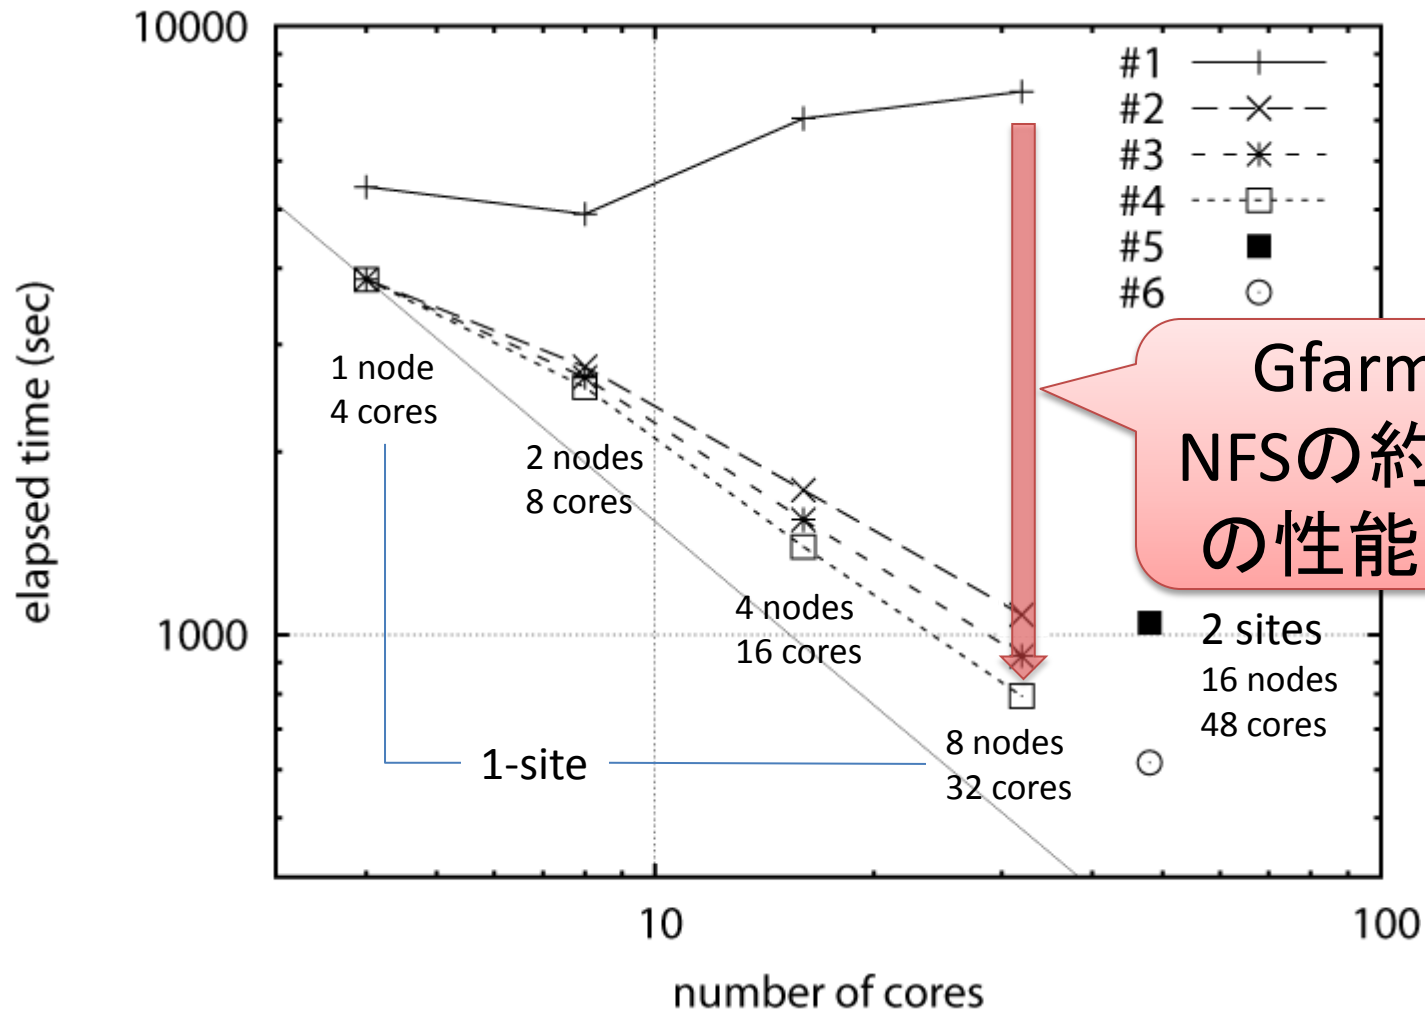 10000
#1
#2
#3
#4
#5
#6
elapsed time (sec)
1 node
4 cores
Gfarm
NFSの約
の性能
2 nodes
8 cores
4 nodes
16 cores
1000
2 sites
16 nodes
48 cores
8 nodes
32 cores
1-site
10
100
number of cores